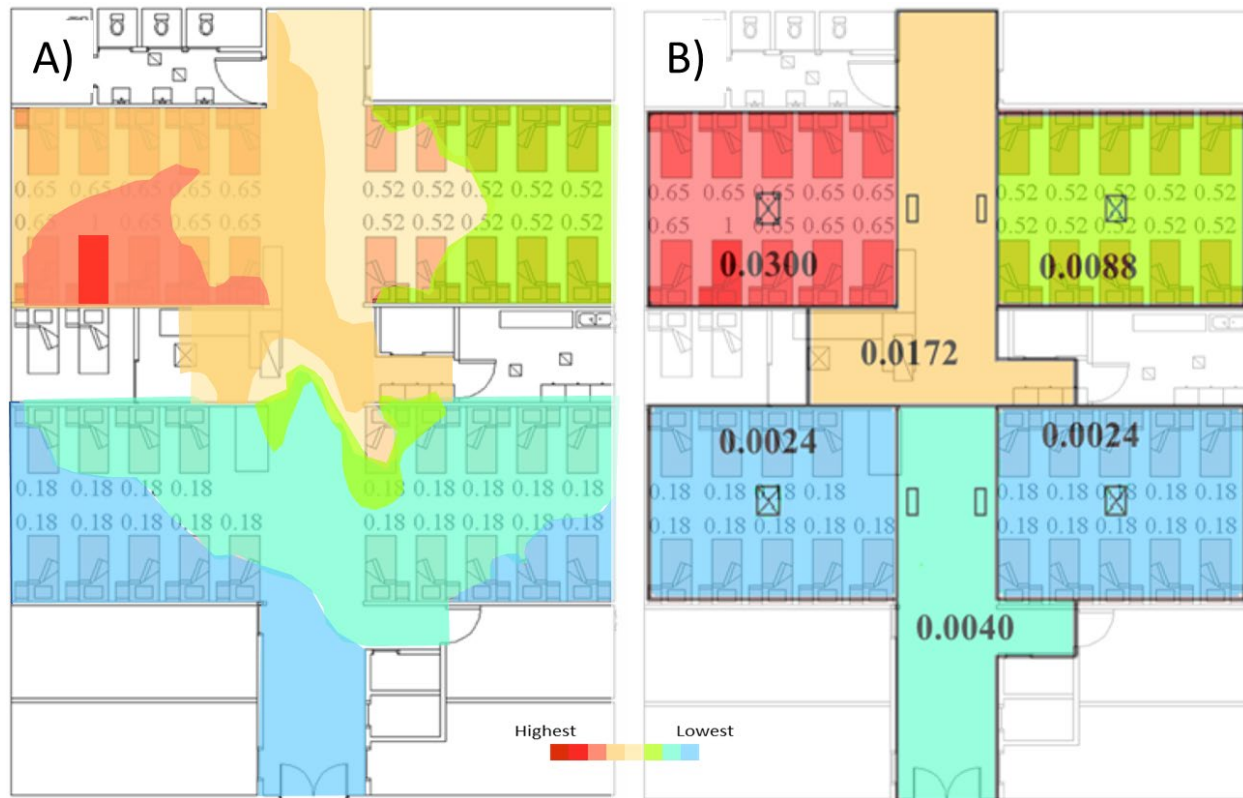 A)
0.65 0.65 0.65 0.65 0.65 0.52 0.52 0.52 0.52 0.52
0.65 1 0.65 0.65 0.65 0.52 0.52 0.52 0.52 0.52
0.18 0.18 0.18 0.18 0.18 0.18 0.18 0.18 0.18
0.18 0.18 0.18 0.18 0.18 0.18 0.18 0.18 0.18 0.18
B)
0.65 0.65 0.65 0.65 0.65 0.52 0.52 0.52 0.52 0.52
0.65 1 0.65 0.65 0.65 0.52 0.52 0.52 0.52 0.52
0.0300 0.0088
0.0172
0.0024 0.0024
0.18 0.18 0.18 0.18 0.18 0.18 0.18 0.18 0.18
0.18 0.18 0.18 0.18 0.18 0.18 0.18 0.18 0.18 0.18
0.0040
Highest Lowest